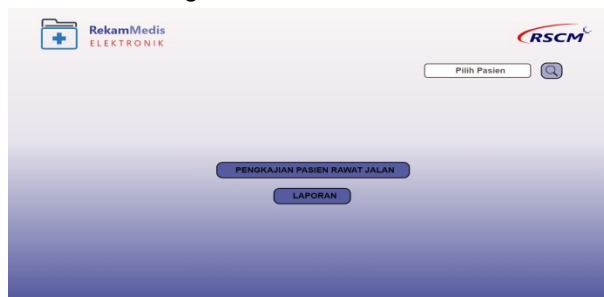 RekamMedis
ELEKTRONIK
RSCM
Pilih Pasien
PENGKAJIAN PASIEN RAWAT JALAN
LAPORAN